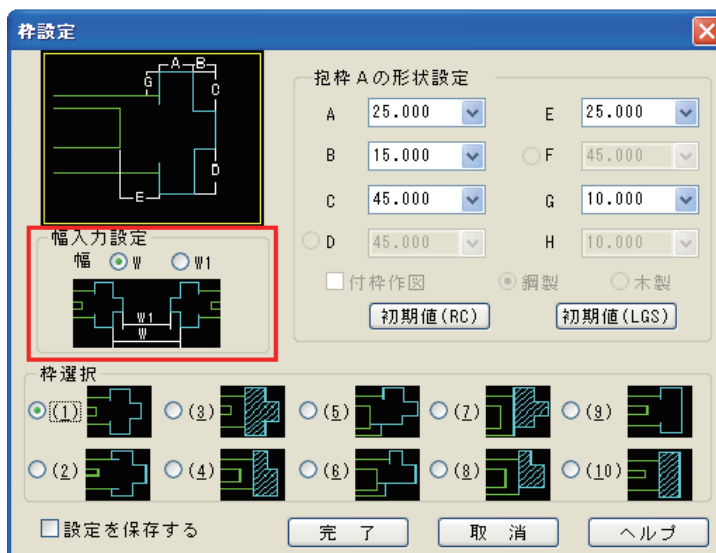 枠設定
A B
G C
D
E
抱枠Aの形状設定
A 25.000 E 25.000
B 15.000 F 45.000
C 45.000 G 10.000
D 45.000 H 10.000
付枠作図 鋼製 木製
初期値(RC) 初期値(LGS)
幅入力設定
幅 W W1
W1
W
枠選択
(1) (3) (5) (7) (9)
(2) (4) (6) (8) (10)
設定を保存する 完了 取消 ヘルプ